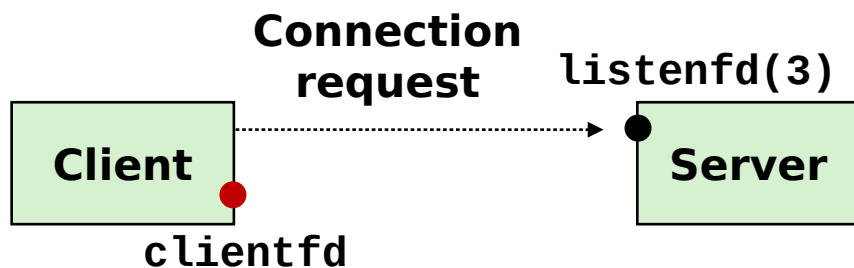 Connection
request
listenfd(3)
Client
Server
clientfd